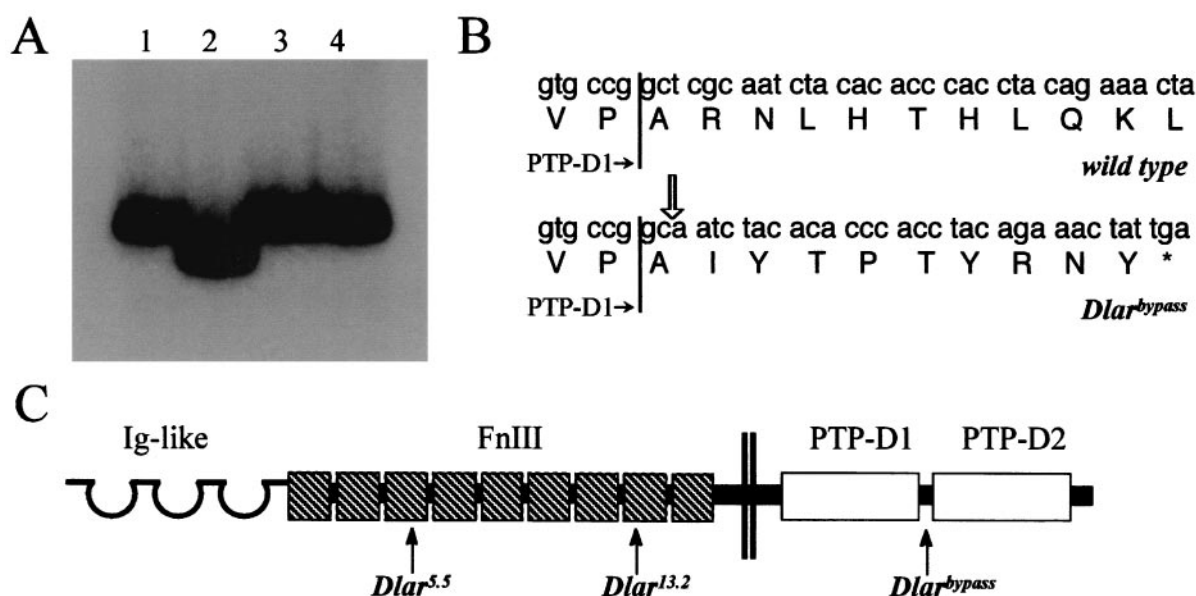 A
1 2 3 4
B
gtg ccg gct cgc aat cta cac acc cac cta cag aaa cta
V P A R N L H T H L Q K L
PTP-D1→
wild type
gtg ccg gca atc tac aca ccc acc tac aga aac tat tga
V P A I Y T P T Y R N Y *
PTP-D1→
Dlarbypass
C
Ig-like FnIII PTP-D1 PTP-D2
Dlar5.5 Dlar13.2 Dlarbypass